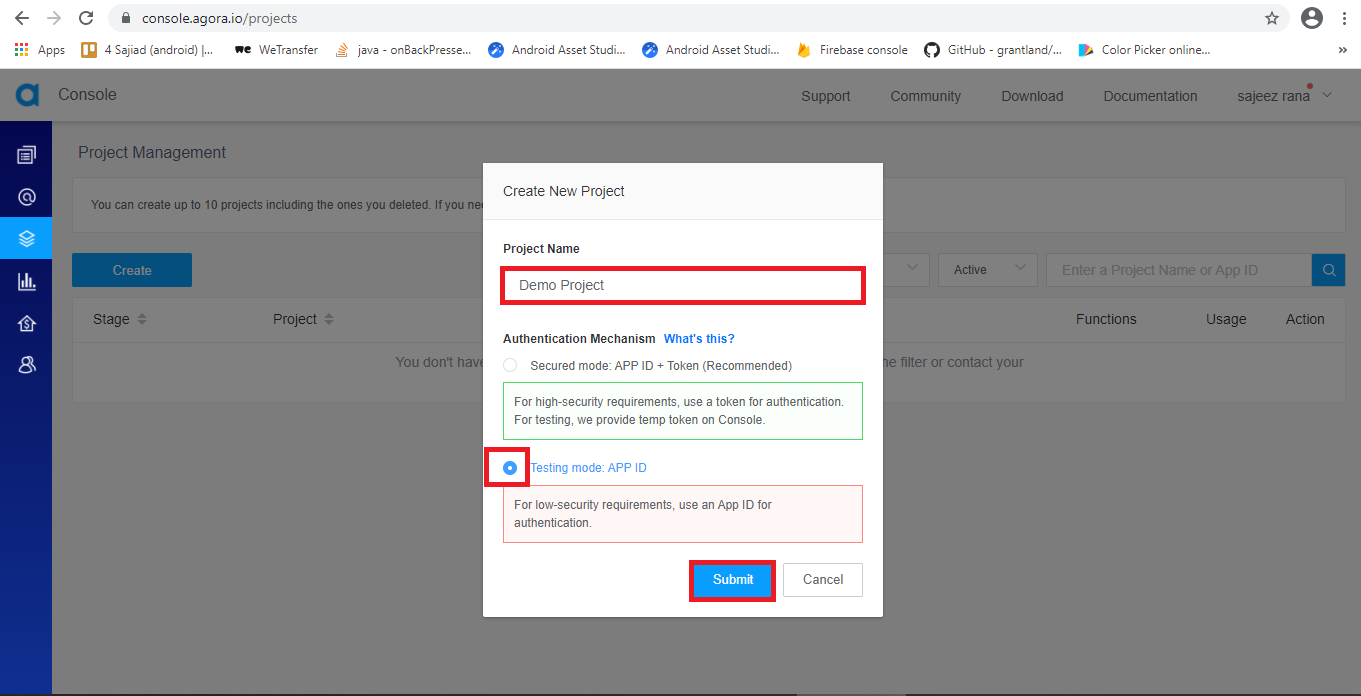 console.agora.io/projects
Apps
4 Sajiad (android) |...
WeTransfer
java - onBackPresse...
Android Asset Studi...
Android Asset Studi...
Firebase console
GitHub - grantland/...
Color Picker online...
»
Console
Support
Community
Download
Documentation
sajeez rana
Project Management
You can create up to 10 projects including the ones you deleted. If you nee
Create
Active
Enter a Project Name or App ID
Stage
Project
Functions
Usage
Action
You don't have
he filter or contact your
Create New Project
Project Name
Demo Project
Authentication Mechanism What's this?
Secured mode: APP ID + Token (Recommended)
For high-security requirements, use a token for authentication.
For testing, we provide temp token on Console.
Testing mode: APP ID
For low-security requirements, use an App ID for
authentication.
Submit
Cancel